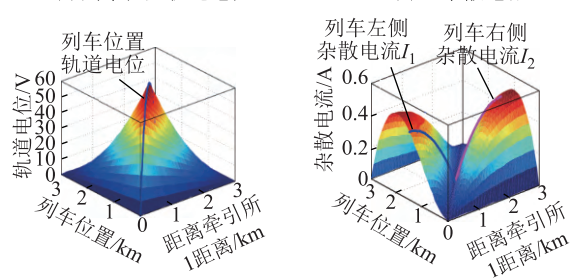 列车位置
轨道电位
轨道电位/V
60
50
40
30
20
10
0
3
2
1
0
1
2
3
列车位置/km
距离牵引所
1距离/km
列车左侧
杂散电流I₁
列车右侧
杂散电流I₂
杂散电流/A
0.6
0.4
0.2
0
3
2
1
0
1
2
3
列车位置/km
距离牵引所
1距离/km